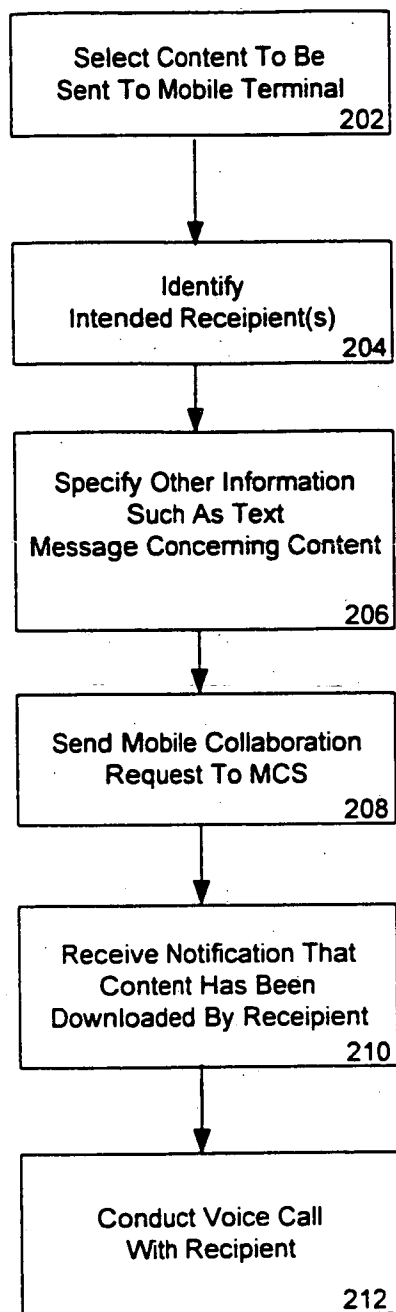 Select Content To Be
Sent To Mobile Terminal
202
Identify
Intended Receipient(s)
204
Specify Other Information
Such As Text
Message Concerning Content
206
Send Mobile Collaboration
Request To MCS
208
Receive Notification That
Content Has Been
Downloaded By Receipient
210
Conduct Voice Call
With Recipient
212